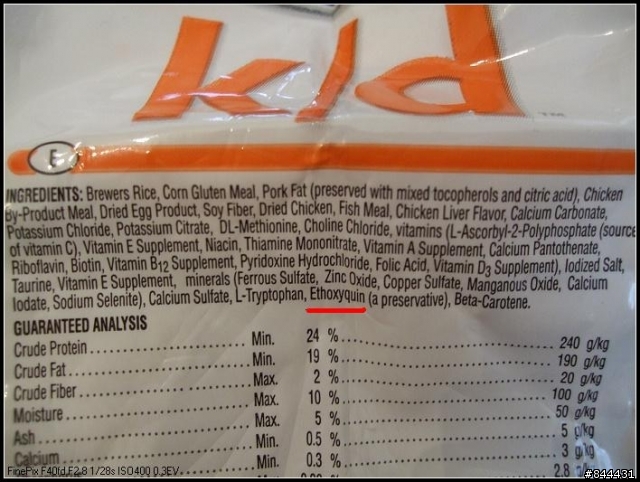 k/d
TM
E
INGREDIENTS: Brewers Rice, Corn Gluten Meal, Pork Fat (preserved with mixed tocopherols and citric acid), Chicken
By-Product Meal, Dried Egg Product, Soy Fiber, Dried Chicken, Fish Meal, Chicken Liver Flavor, Calcium Carbonate,
Potassium Chloride, Potassium Citrate, DL-Methionine, Choline Chloride, vitamins (L-Ascorbyl-2-Polyphosphate (source
of vitamin C), Vitamin E Supplement, Niacin, Thiamine Mononitrate, Vitamin A Supplement, Calcium Pantothenate,
Riboflavin, Biotin, Vitamin B12 Supplement, Pyridoxine Hydrochloride, Folic Acid, Vitamin D3 Supplement), Iodized Salt,
Taurine, Vitamin E Supplement, minerals (Ferrous Sulfate, Zinc Oxide, Copper Sulfate, Manganous Oxide, Calcium
Iodate, Sodium Selenite), Calcium Sulfate, L-Tryptophan, Ethoxyquin (a preservative), Beta-Carotene.
GUARANTEED ANALYSIS
Crude Protein Min. 24 % 240 g/kg
Crude Fat Min. 19 % 190 g/kg
Crude Fiber Max. 2 % 20 g/kg
Moisture Max. 10 % 100 g/kg
Ash Max. 5 % 50 g/kg
Calcium Min. 0.5 % 5 g/kg
Min. 0.3 % 3 g/kg
2.8
FinePix F40fd,F2.8 1/28s ISO400 0.3EV
#844431